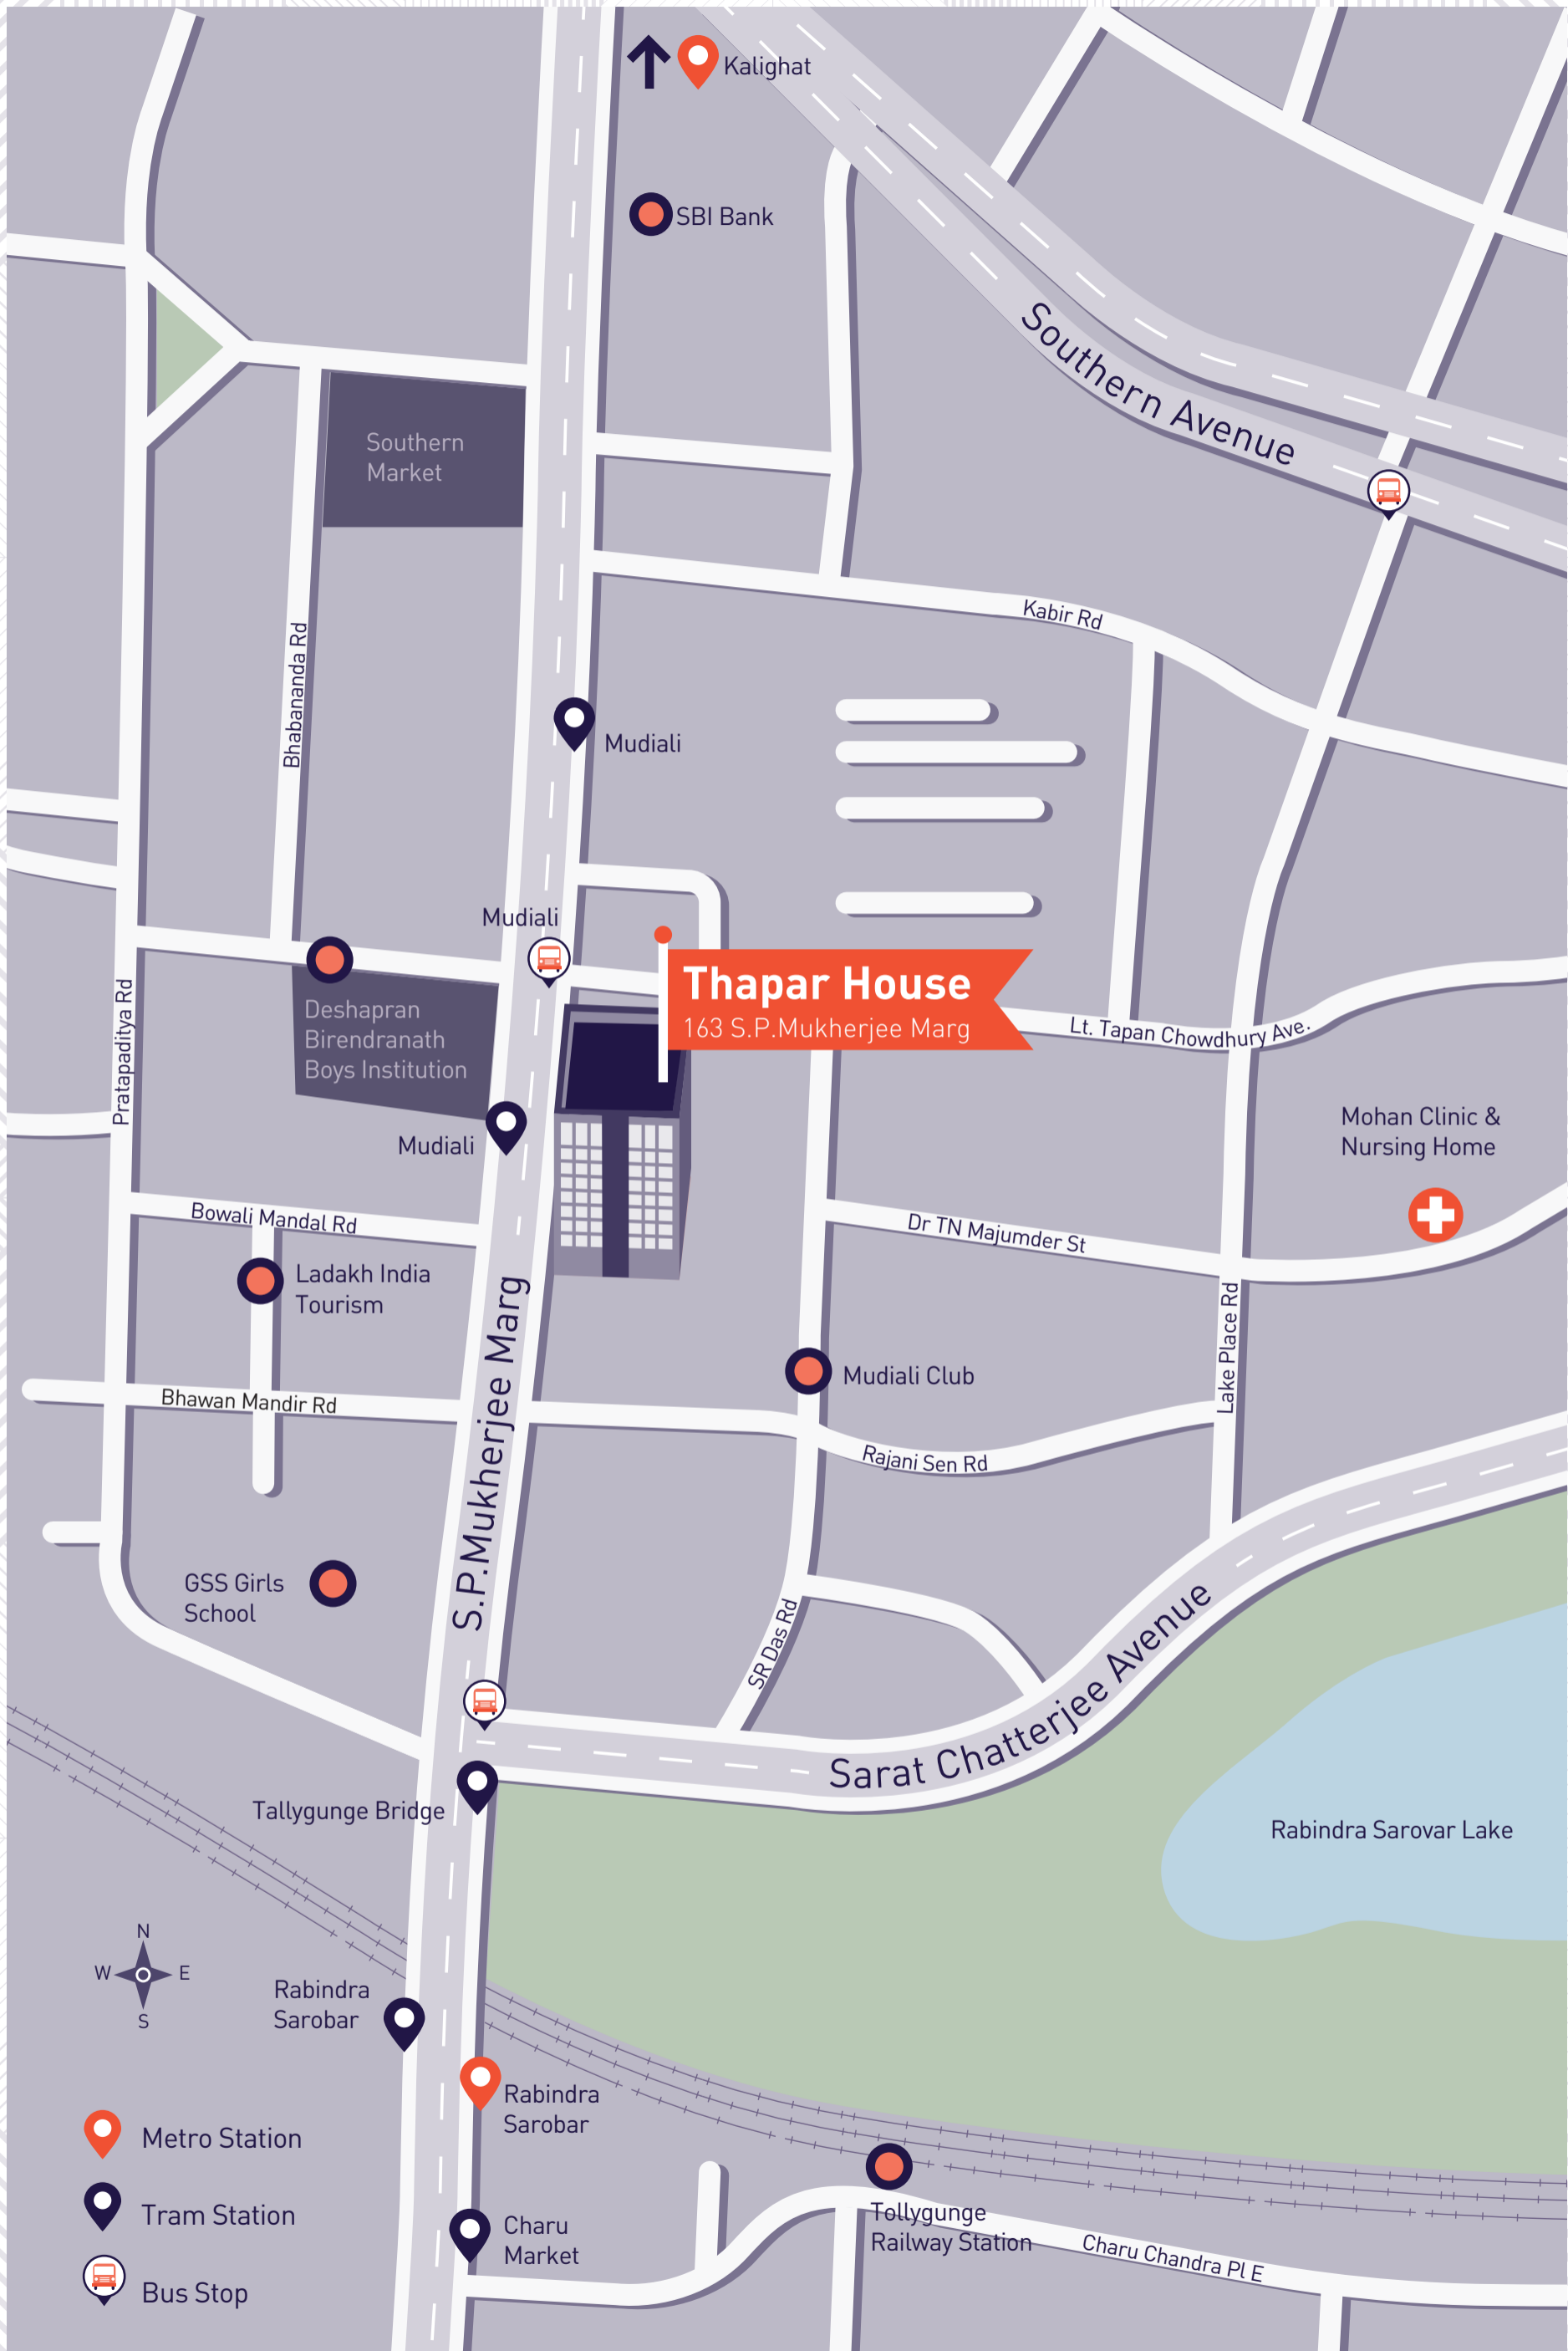 Kalighat
SBI Bank
Southern Avenue
Southern
Market
Kabir Rd
Bhabananda Rd
Mudiali
Mudiali
Thapar House
163 S.P.Mukherjee Marg
Deshapran
Birendranath
Boys Institution
Lt. Tapan Chowdhury Ave.
Pratapaditya Rd
Mudiali
Mohan Clinic &
Nursing Home
Bowali Mandal Rd
Dr TN Majumder St
Ladakh India
Tourism
S.P.Mukherjee Marg
Lake Place Rd
Mudiali Club
Bhawan Mandir Rd
Rajani Sen Rd
GSS Girls
School
SR Das Rd
Sarat Chatterjee Avenue
Tallygunge Bridge
Rabindra Sarovar Lake
N
W
E
S
Rabindra
Sarobar
Rabindra
Sarobar
Metro Station
Tram Station
Bus Stop
Charu
Market
Tollygunge
Railway Station
Charu Chandra Pl E